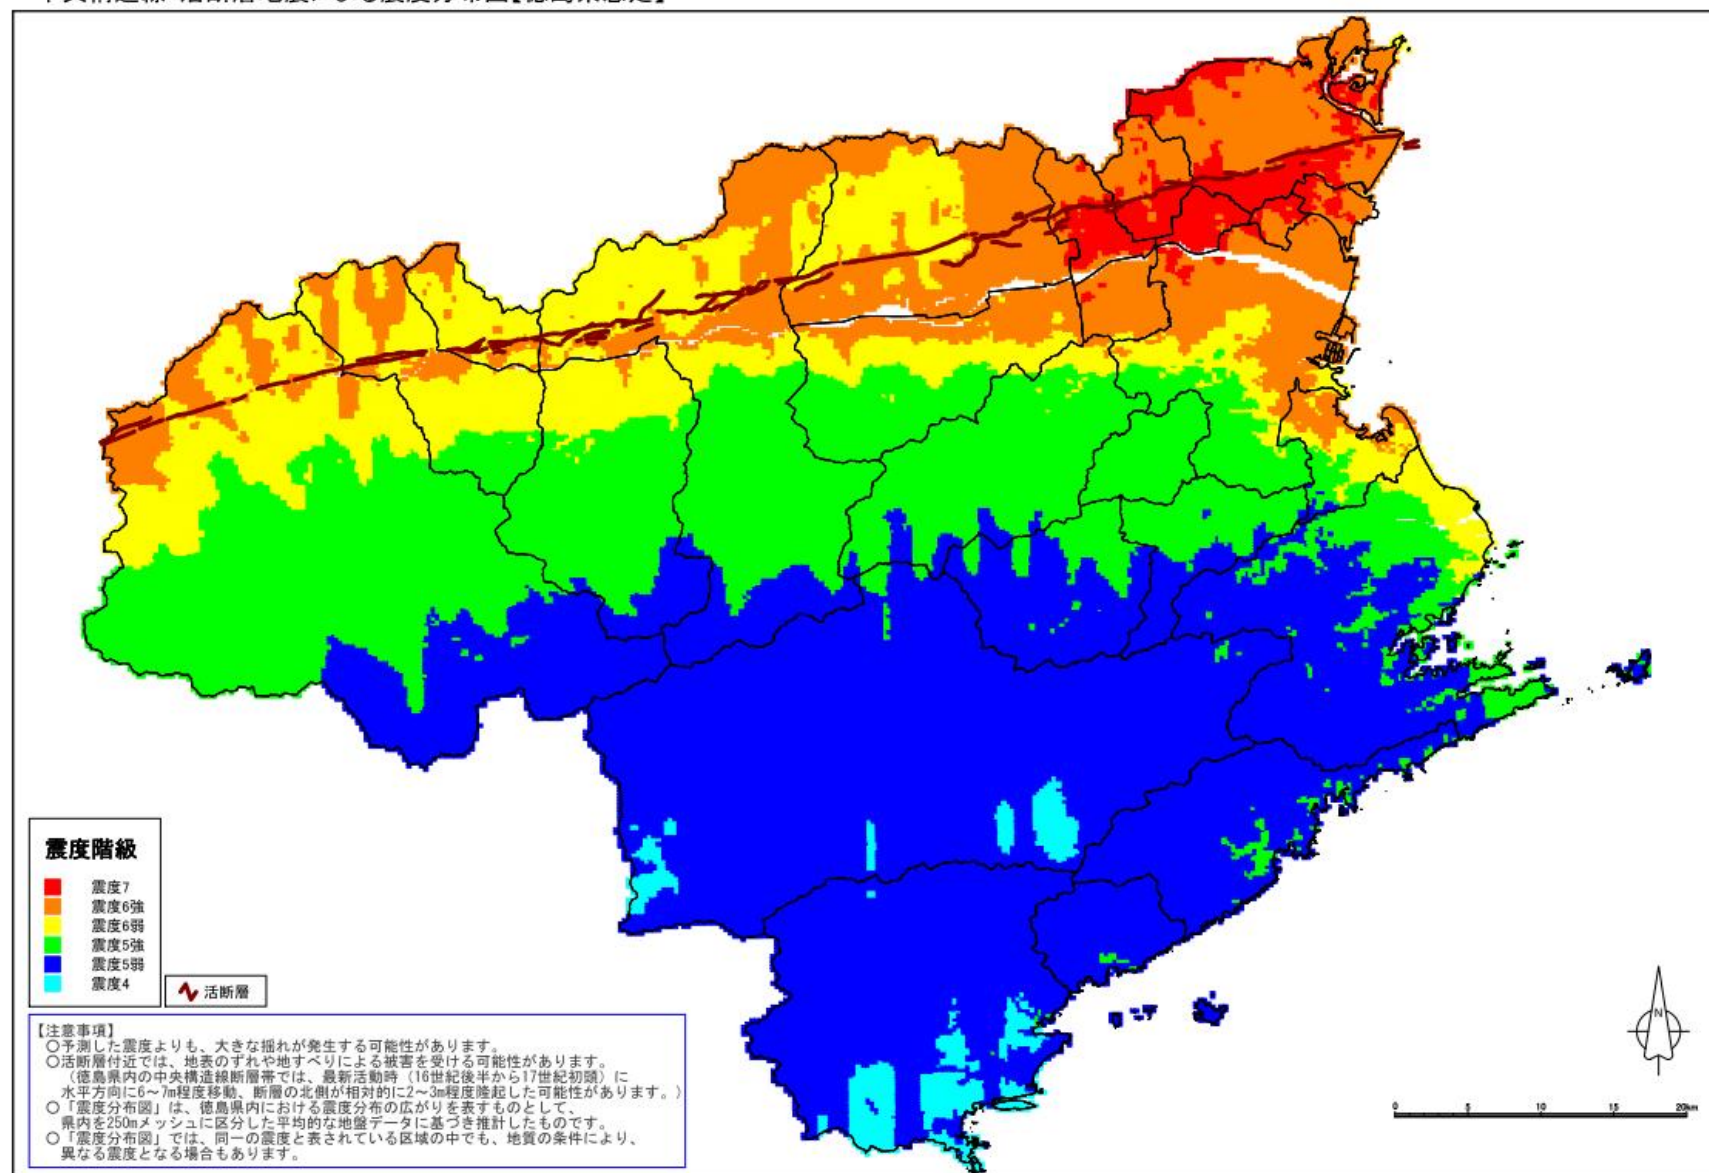 震度階級
震度7
震度6強
震度6弱
震度5強
震度5弱
震度4
活断層
【注意事項】
○予測した震度よりも、大きな揺れが発生する可能性があります。
○活断層付近では、地表のずれや地すべりによる被害を受ける可能性があります。
（徳島県内の中央構造線断層帯では、最新活動時（16世紀後半から17世紀初頭）に
水平方向に6～7m程度移動、断層の北側が相対的に2～3m程度隆起した可能性があります。）
○「震度分布図」は、徳島県内における震度分布の広がりを表すものとして、
県内を250mメッシュに区分した平均的な地盤データに基づき推計したものです。
○「震度分布図」では、同一の震度と表されている区域の中でも、地質の条件により、
異なる震度となる場合もあります。
N
0 5 10 15 20km